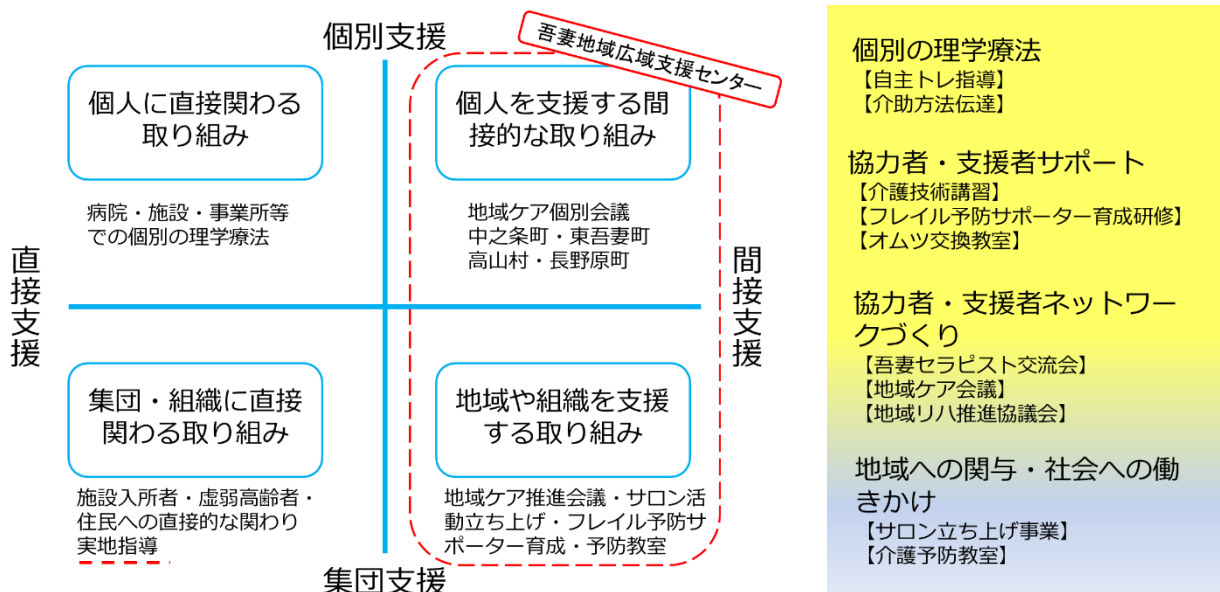 個別支援
吾妻地域広域支援センター
個人に直接関わる
取り組み
個人を支援する間
接的な取り組み
病院・施設・事業所等
での個別の理学療法
地域ケア個別会議
中之条町・東吾妻町
高山村・長野原町
直接支援
間接支援
集団・組織に直接
関わる取り組み
地域や組織を支援
する取り組み
施設入所者・虚弱高齢者・
住民への直接的な関わり
実地指導
地域ケア推進会議・サロン活
動立ち上げ・フレイル予防サ
ポーター育成・予防教室
集団支援
個別の理学療法
【自主トレ指導】
【介助方法伝達】
協力者・支援者サポート
【介護技術講習】
【フレイル予防サポーター育成研修】
【オムツ交換教室】
協力者・支援者ネットワー
クづくり
【吾妻セラピスト交流会】
【地域ケア会議】
【地域リハ推進協議会】
地域への関与・社会への働
きかけ
【サロン立ち上げ事業】
【介護予防教室】